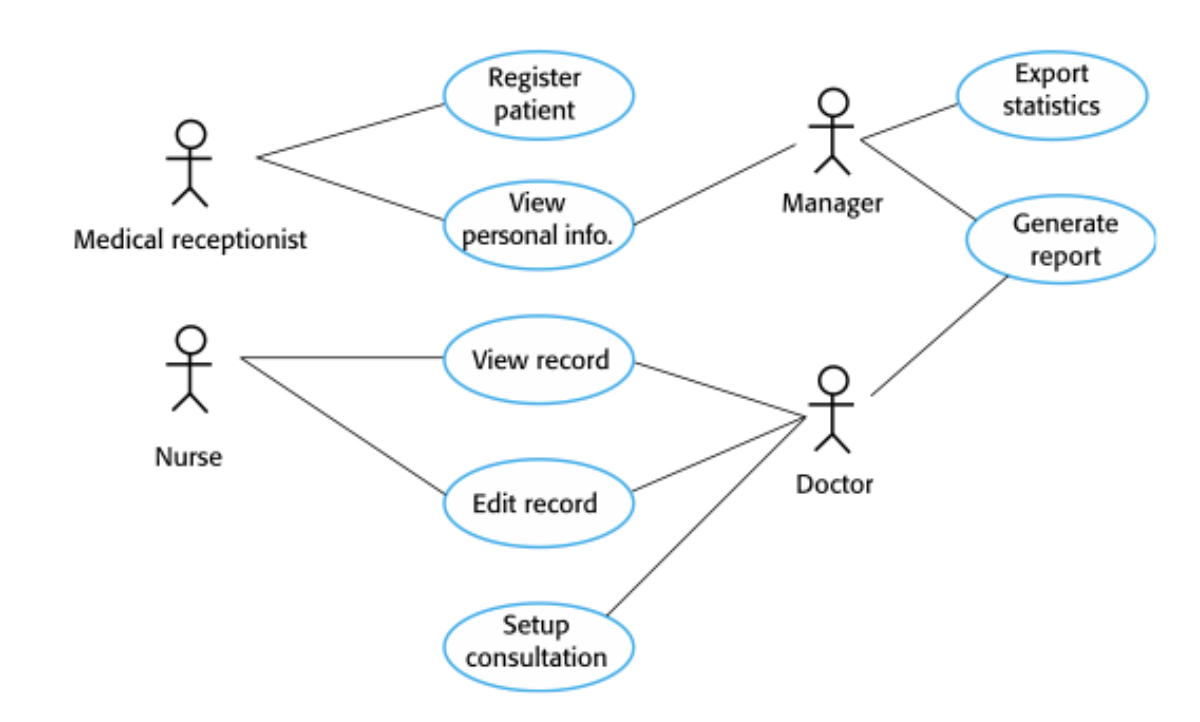 Register
patient
Export
statistics
Medical receptionist
View
personal info.
Manager
Generate
report
Nurse
View record
Edit record
Doctor
Setup
consultation